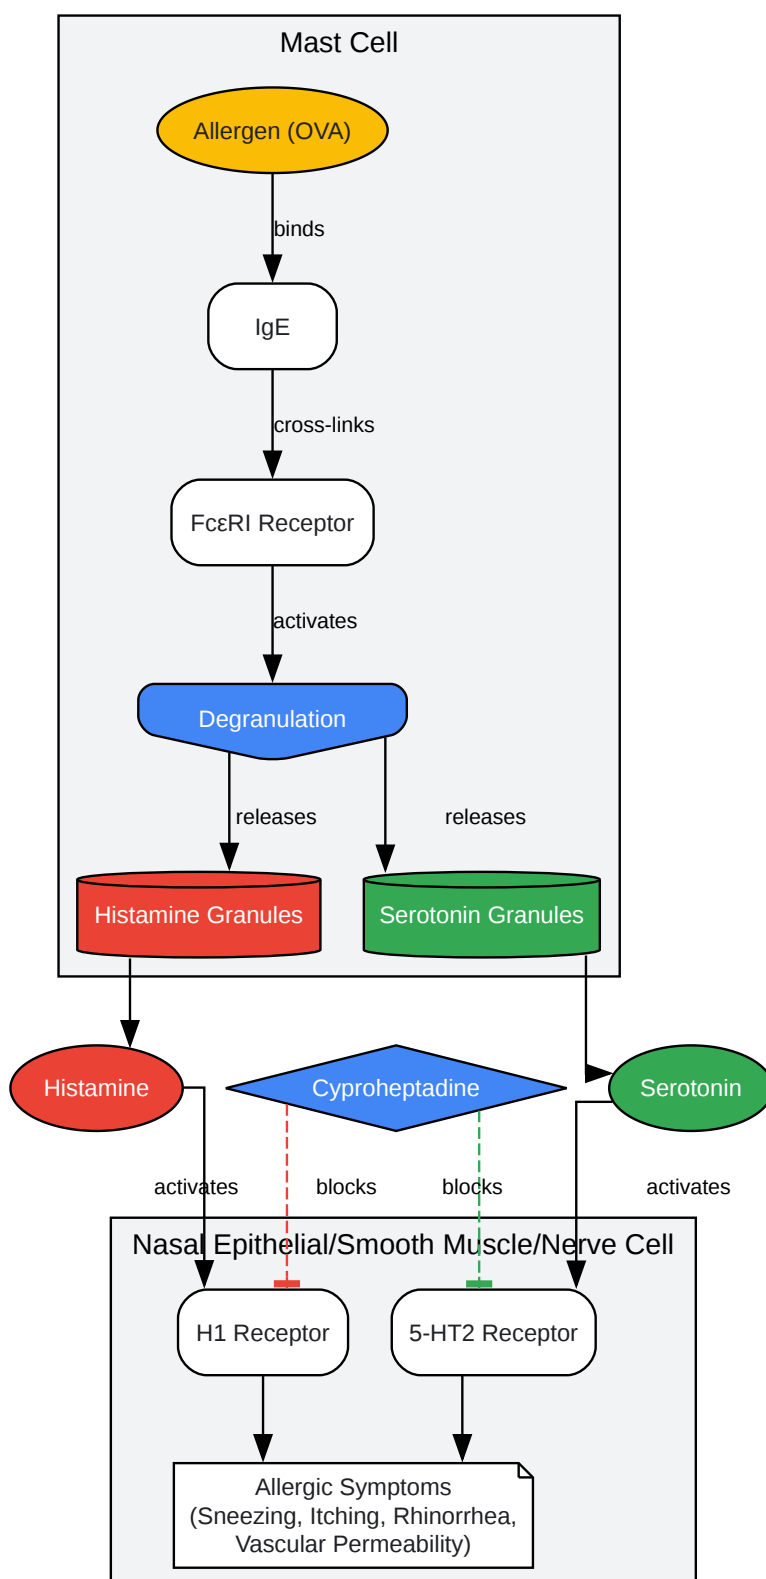 Mast Cell
Allergen (OVA)
binds
IgE
cross-links
FcεRI Receptor
activates
Degranulation
releases
releases
Histamine Granules
Serotonin Granules
Histamine
Cyproheptadine
Serotonin
activates
blocks
blocks
activates
Nasal Epithelial/Smooth Muscle/Nerve Cell
H1 Receptor
5-HT2 Receptor
Allergic Symptoms
(Sneezing, Itching, Rhinorrhea,
Vascular Permeability)